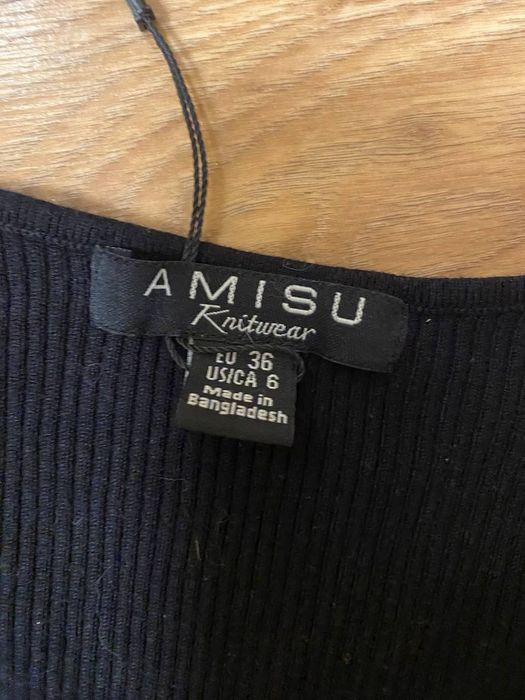 AMISU
Knitwear
EU 36
US/CA 6
Made in
Bangladesh